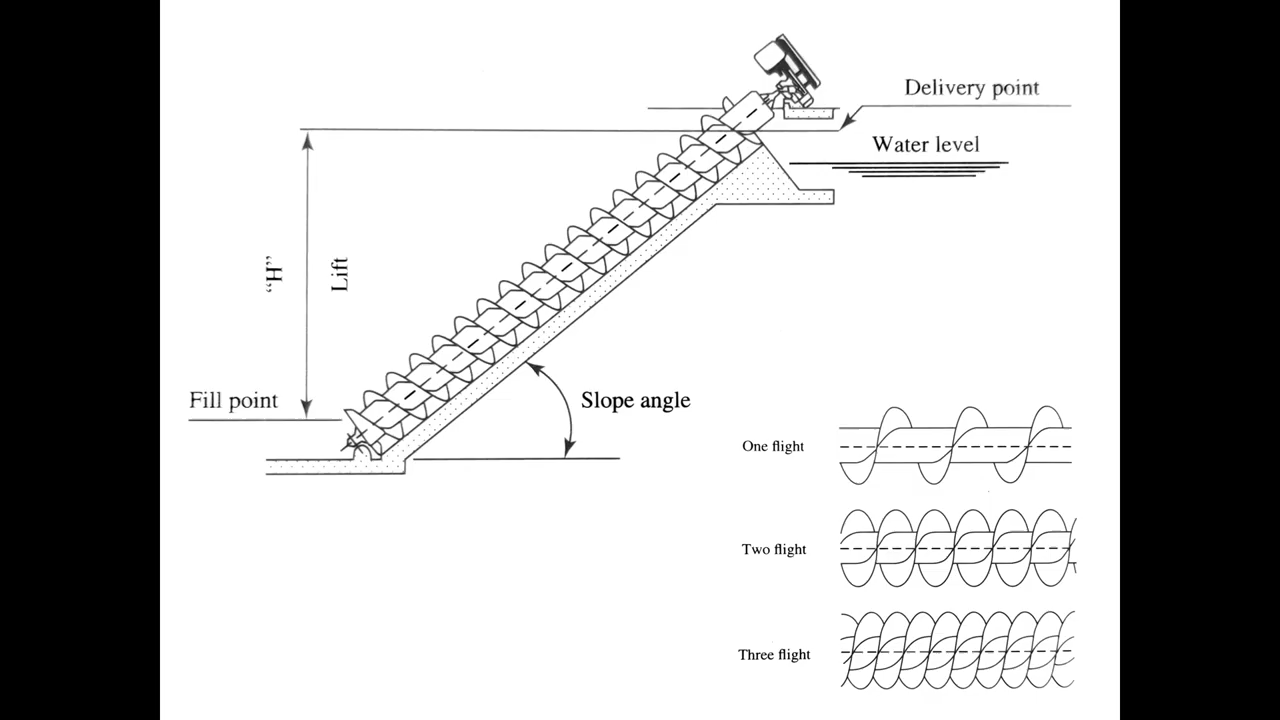 Delivery point
Water level
“H”
Lift
Fill point
Slope angle
One flight
Two flight
Three flight